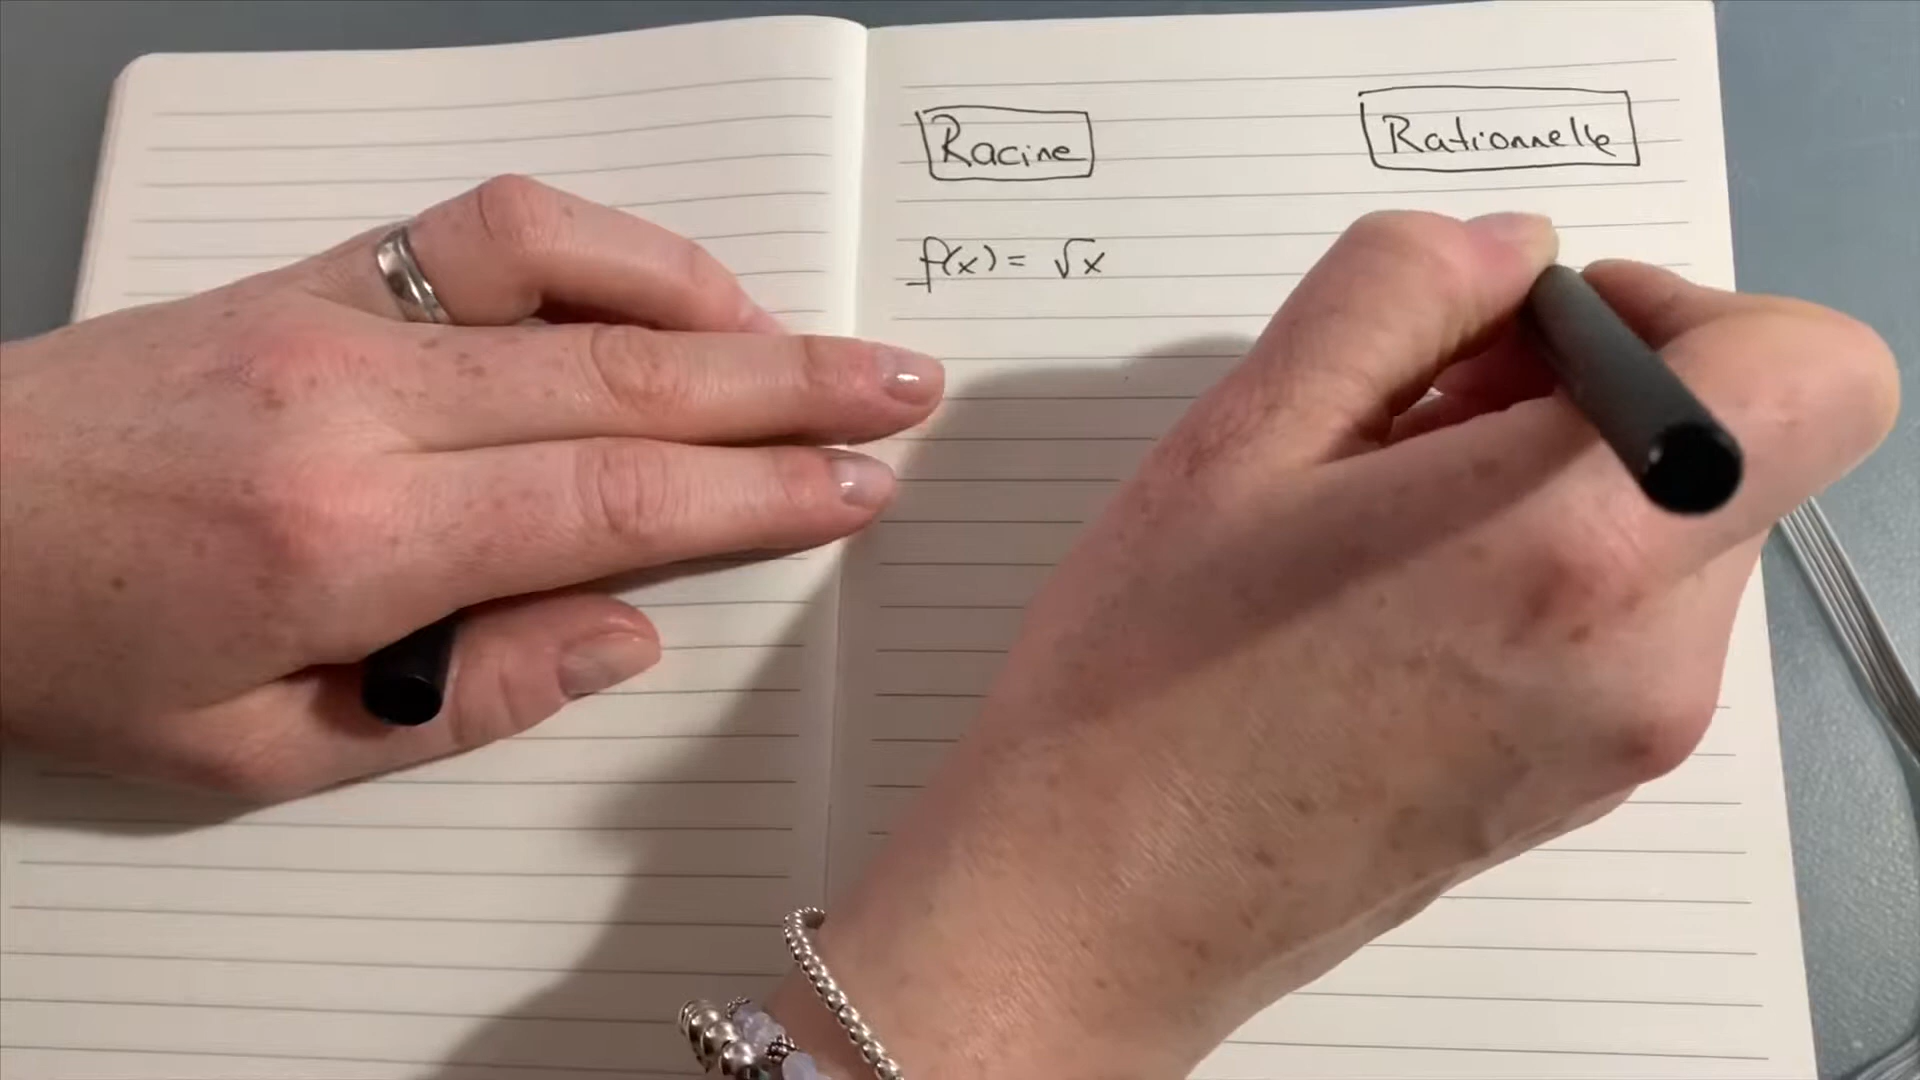 Racine Rationnelle
f(x) = √x